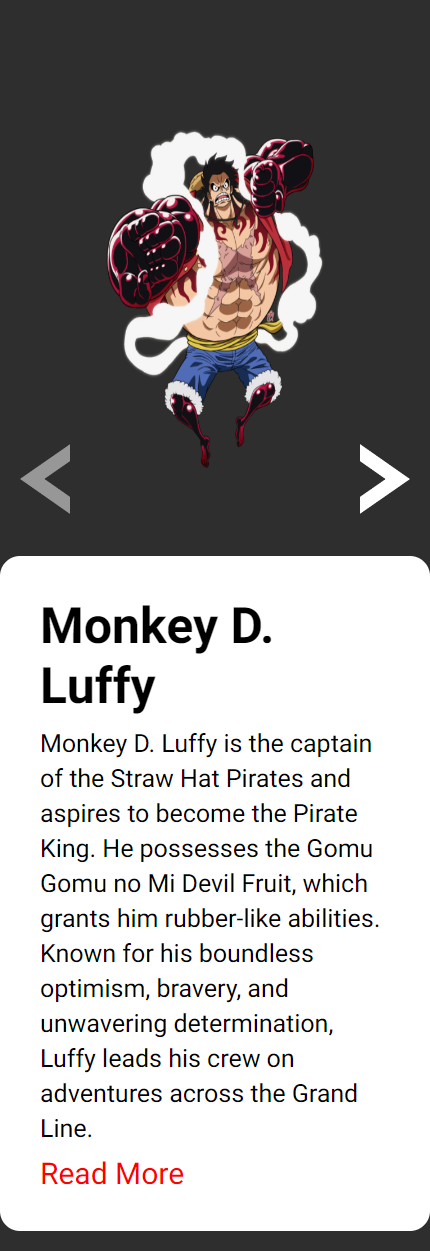 Monkey D.
Luffy
Monkey D. Luffy is the captain
of the Straw Hat Pirates and
aspires to become the Pirate
King. He possesses the Gomu
Gomu no Mi Devil Fruit, which
grants him rubber-like abilities.
Known for his boundless
optimism, bravery, and
unwavering determination,
Luffy leads his crew on
adventures across the Grand
Line.
Read More